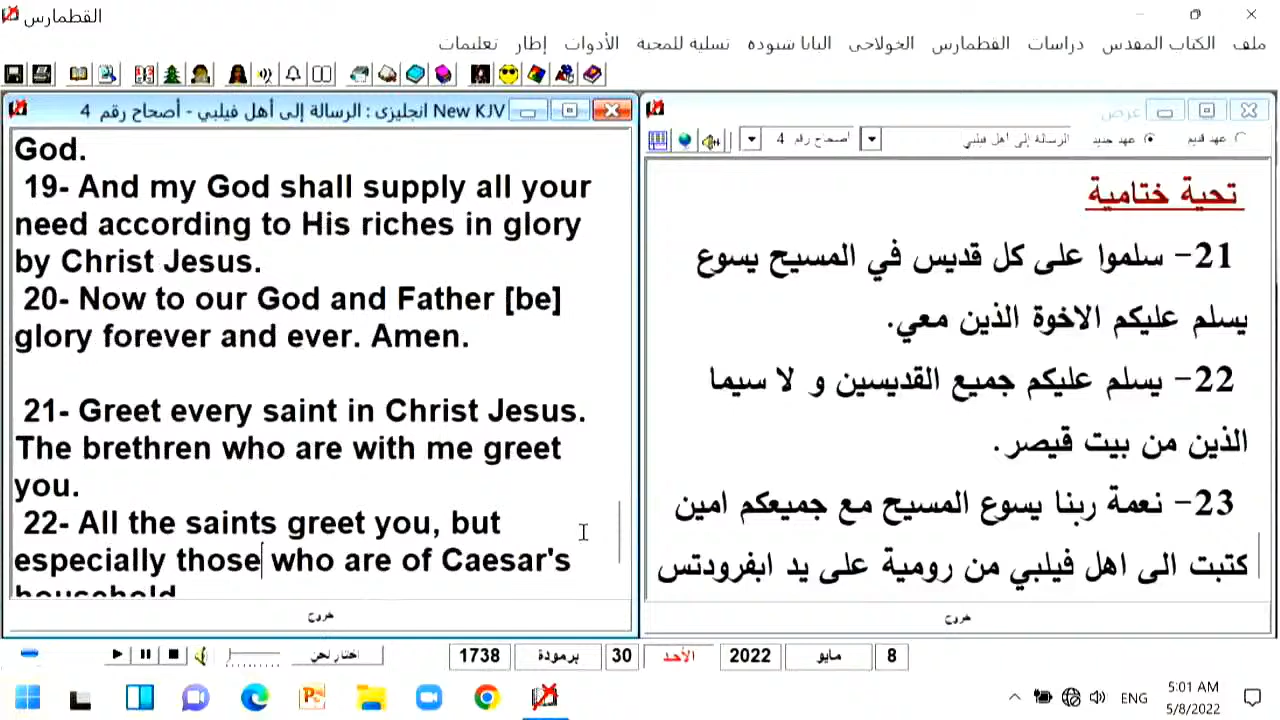 القطمارس
ملف الكتاب المقدس دراسات القطمارس الخولاجى البابا شنوده تسلية للمحبة الأدوات إطار تعليمات
New KJV انجليزى : الرسالة إلى أهل فيلبي - أصحاح رقم 4
God.
19- And my God shall supply all your
need according to His riches in glory
by Christ Jesus.
20- Now to our God and Father [be]
glory forever and ever. Amen.
21- Greet every saint in Christ Jesus.
The brethren who are with me greet
you.
22- All the saints greet you, but
especially those who are of Caesar's
household
خروج
عرض
عهد قديم عهد جديد الرسالة إلى أهل فيلبي أصحاح رقم 4
تحية ختامية
21- سلموا على كل قديس في المسيح يسوع
يسلم عليكم الاخوة الذين معي.
22- يسلم عليكم جميع القديسين و لا سيما
الذين من بيت قيصر.
23- نعمة ربنا يسوع المسيح مع جميعكم امين
كتبت الى اهل فيلبي من رومية على يد ابفرودتس
خروج
اختار لحن 1738 برمودة 30 الأحد 2022 مايو 8
ENG
5:01 AM
5/8/2022